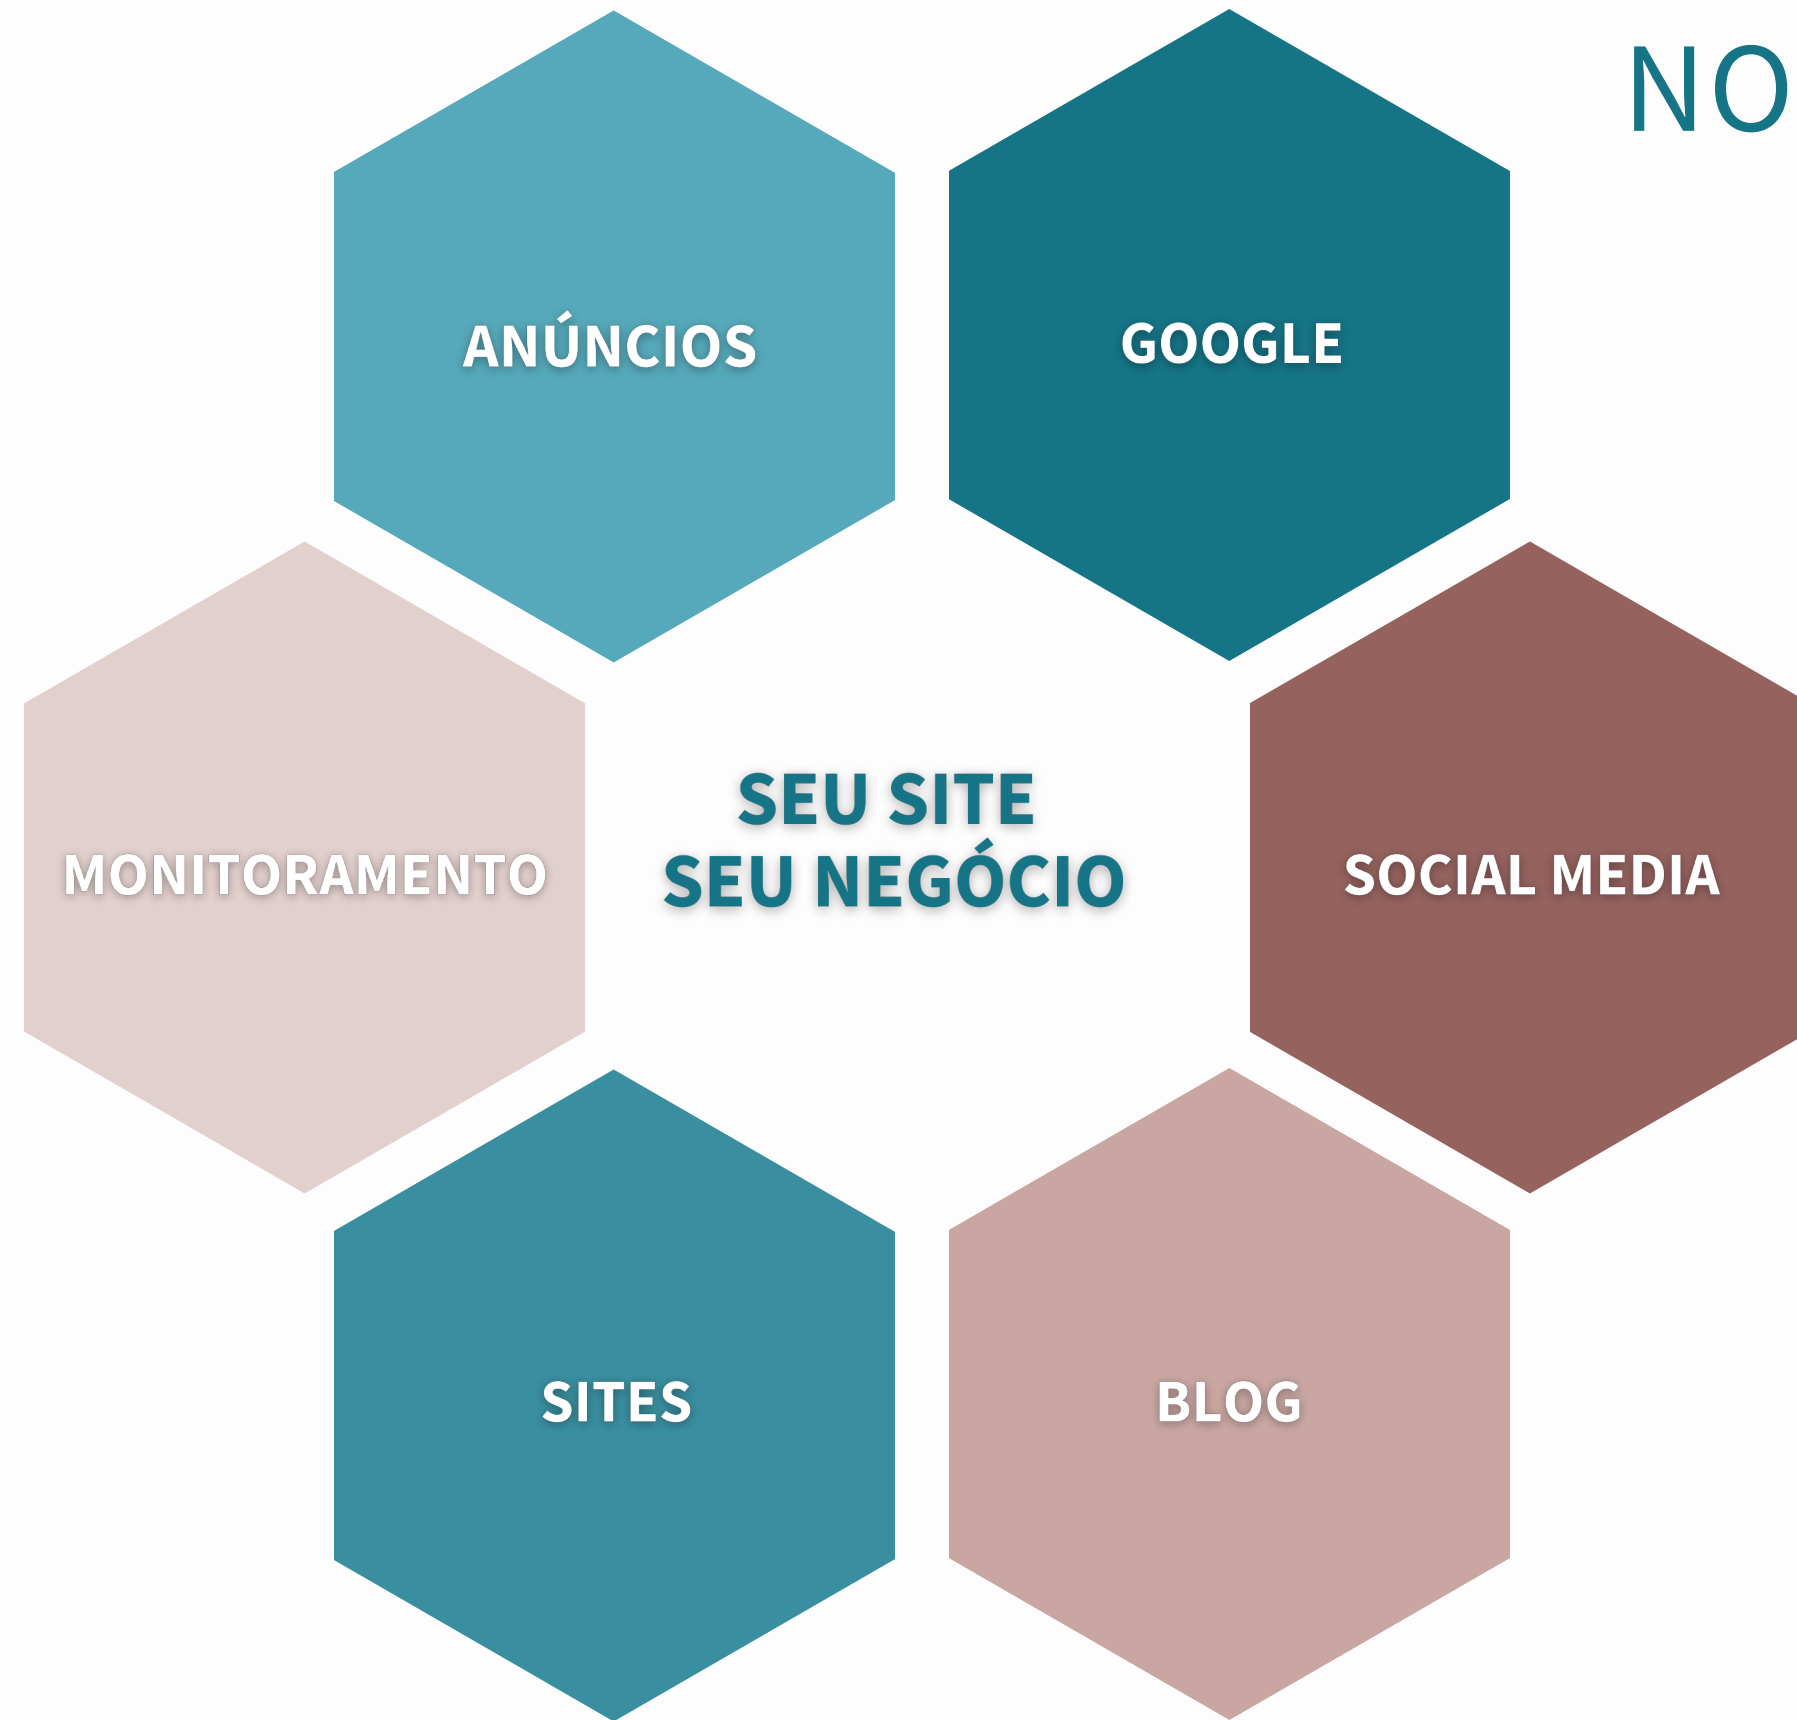 NO
ANÚNCIOS
GOOGLE
MONITORAMENTO
SEU SITE
SEU NEGÓCIO
SOCIAL MEDIA
SITES
BLOG